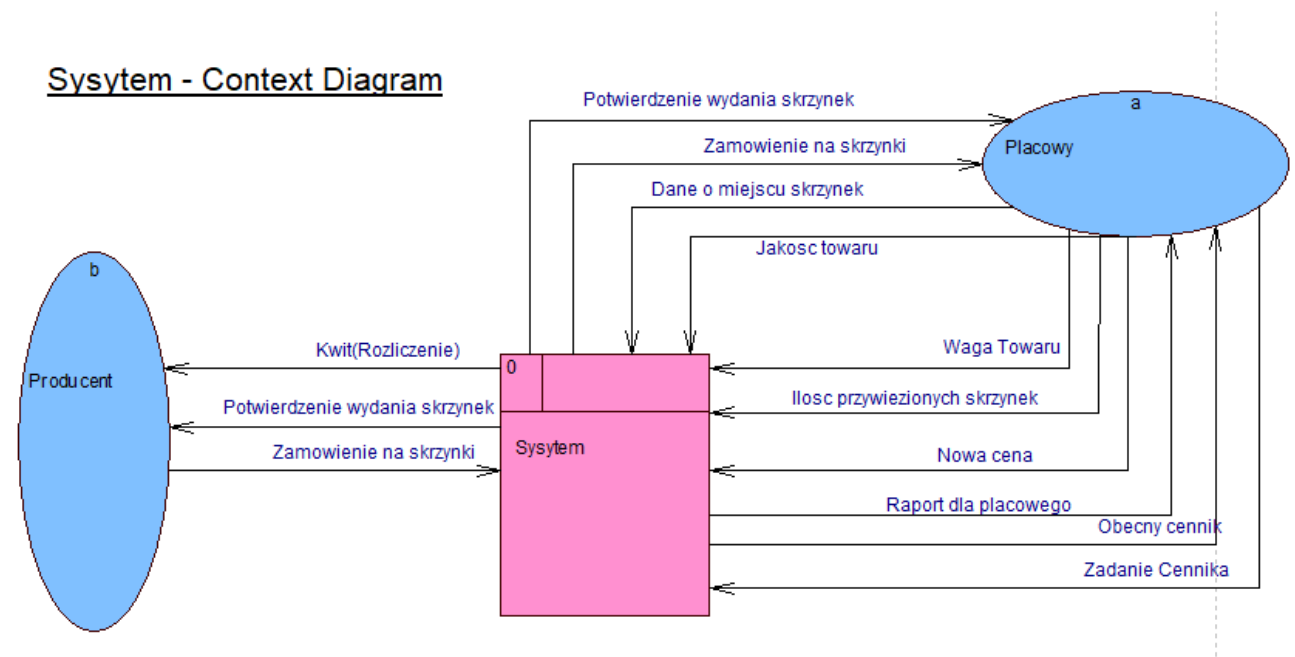 Sysytem - Context Diagram
Potwierdzenie wydania skrzynek
a
Placowy
Zamowienie na skrzynki
Dane o miejscu skrzynek
Jakosc towaru
b
Producent
Kwit(Rozliczenie)
Potwierdzenie wydania skrzynek
Zamowienie na skrzynki
0
Sysytem
Waga Towaru
Ilosc przywiezionych skrzynek
Nowa cena
Raport dla placowego
Obecny cennik
Zadanie Cennika